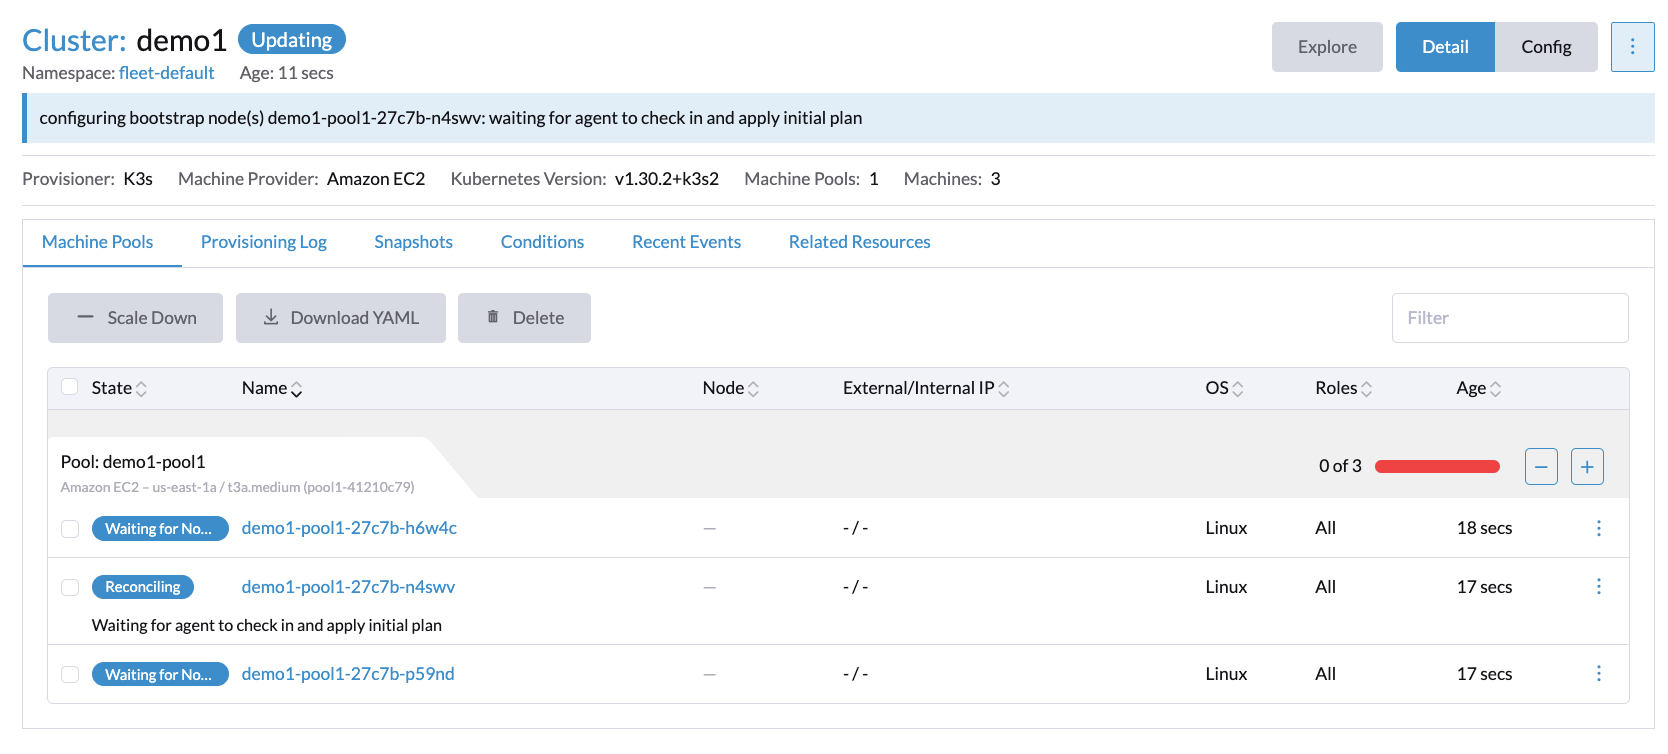 Cluster: demo1 Updating
Explore Detail Config
Namespace: fleet-default Age: 11 secs
configuring bootstrap node(s) demo1-pool1-27c7b-n4swv: waiting for agent to check in and apply initial plan
Provisioner: K3s Machine Provider: Amazon EC2 Kubernetes Version: v1.30.2+k3s2 Machine Pools: 1 Machines: 3
Machine Pools Provisioning Log Snapshots Conditions Recent Events Related Resources
Scale Down Download YAML Delete Filter
State Name Node External/Internal IP OS Roles Age
Pool: demo1-pool1 0 of 3
Amazon EC2 – us-east-1a / t3a.medium (pool1-41210c79)
Waiting for No... demo1-pool1-27c7b-h6w4c — - / - Linux All 18 secs
Reconciling demo1-pool1-27c7b-n4swv — - / - Linux All 17 secs
Waiting for agent to check in and apply initial plan
Waiting for No... demo1-pool1-27c7b-p59nd — - / - Linux All 17 secs